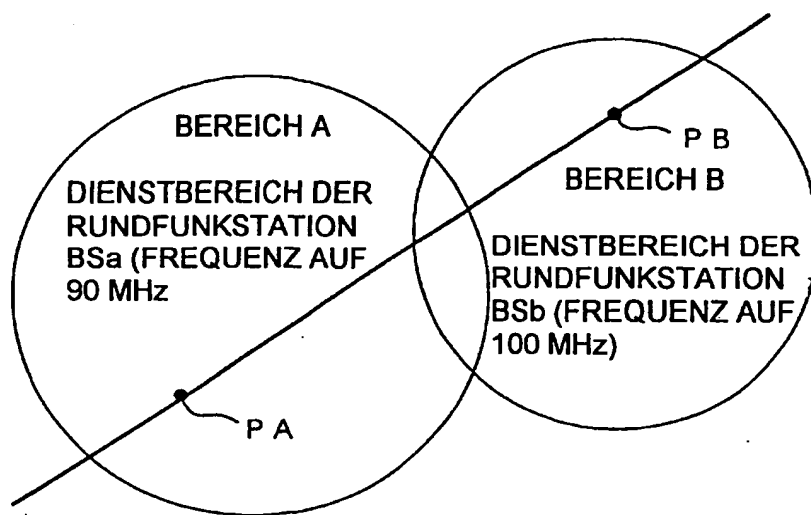 BEREICH A
DIENSTBEREICH DER
RUNDFUNKSTATION
BSa (FREQUENZ AUF
90 MHz
P A
P B
BEREICH B
DIENSTBEREICH DER
RUNDFUNKSTATION
BSb (FREQUENZ AUF
100 MHz)